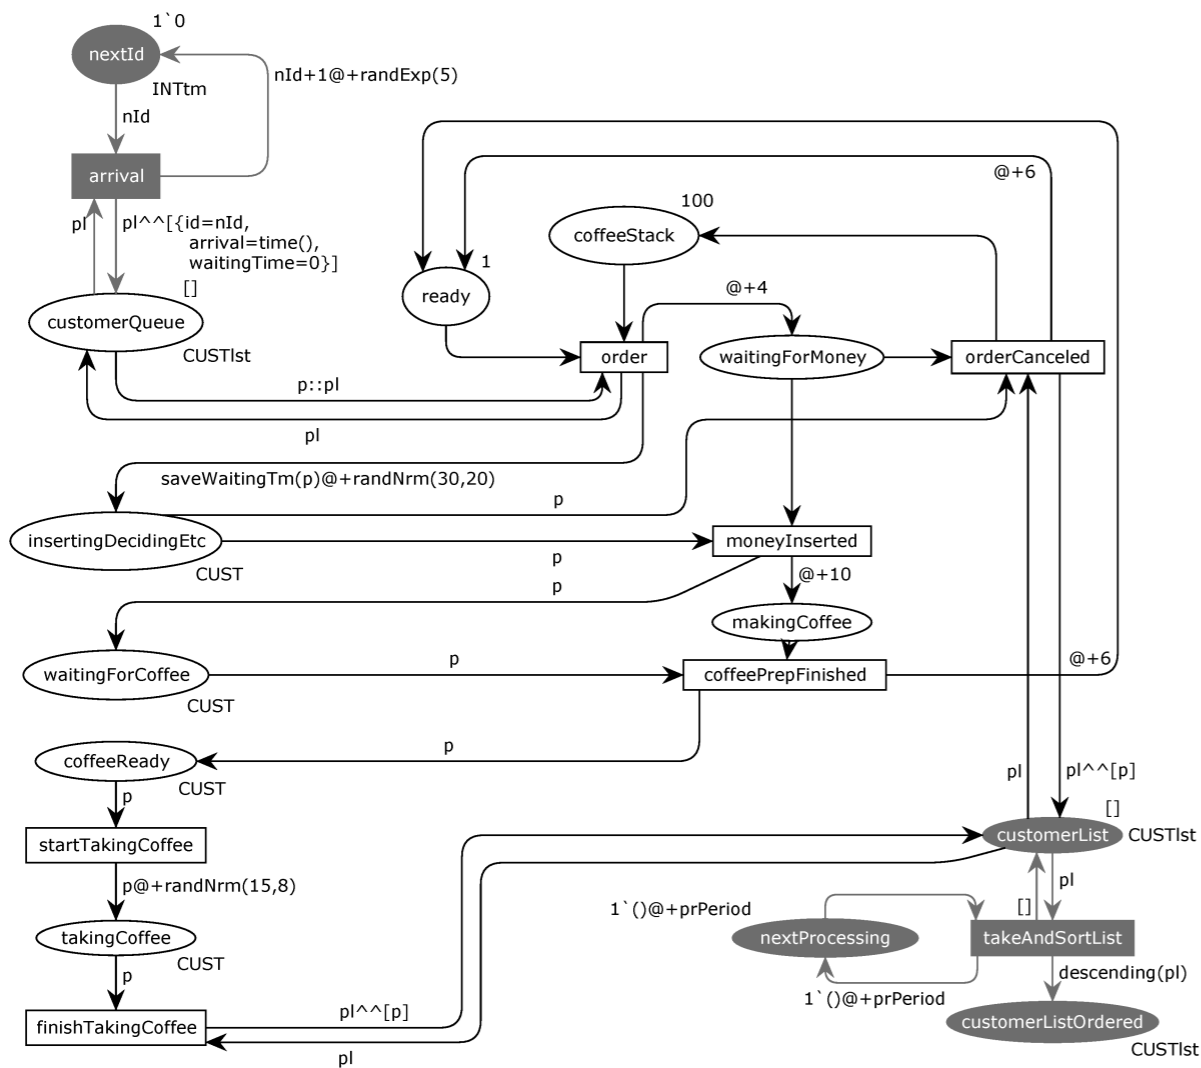 1`0
nextId
nId+1@+randExp(5)
INTtm
nId
arrival
@+6
pl
pl^^[{id=nId,
arrival=time(),
waitingTime=0}]
100
coffeeStack
[]
1
ready
@+4
customerQueue
CUSTlst
order
waitingForMoney
orderCanceled
p::pl
pl
saveWaitingTm(p)@+randNrm(30,20)
p
insertingDecidingEtc
moneyInserted
CUST
p
@+10
p
makingCoffee
waitingForCoffee
p
coffeePrepFinished
@+6
CUST
p
coffeeReady
CUST
pl
pl^^[p]
p
[]
startTakingCoffee
customerList
CUSTlst
p@+randNrm(15,8)
pl
1`()@+prPeriod
[]
takingCoffee
nextProcessing
takeAndSortList
CUST
p
descending(pl)
1`()@+prPeriod
pl^^[p]
finishTakingCoffee
customerListOrdered
pl
CUSTlst